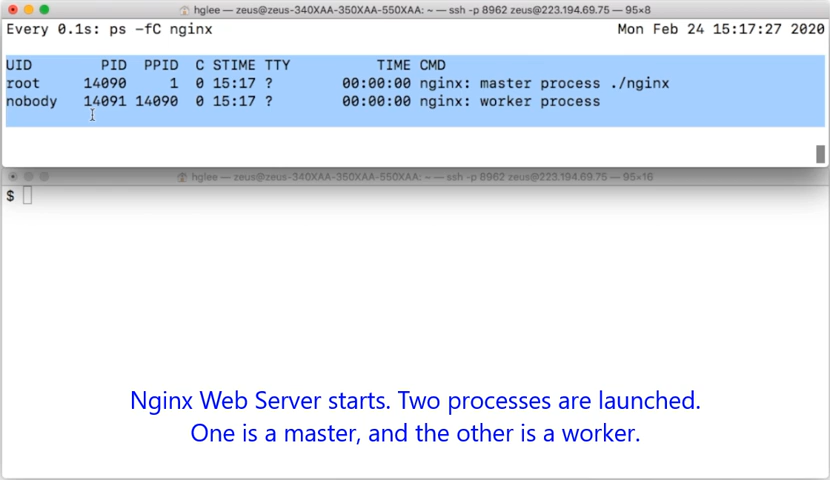 hglee — zeus@zeus-340XAA-350XAA-550XAA: ~ — ssh -p 8962 zeus@223.194.69.75 — 95×8
Every 0.1s: ps -fC nginx Mon Feb 24 15:17:27 2020
UID PID PPID C STIME TTY TIME CMD
root 14090 1 0 15:17 ? 00:00:00 nginx: master process ./nginx
nobody 14091 14090 0 15:17 ? 00:00:00 nginx: worker process
hglee — zeus@zeus-340XAA-350XAA-550XAA: ~ — ssh -p 8962 zeus@223.194.69.75 — 95×16
$
Nginx Web Server starts. Two processes are launched.
One is a master, and the other is a worker.